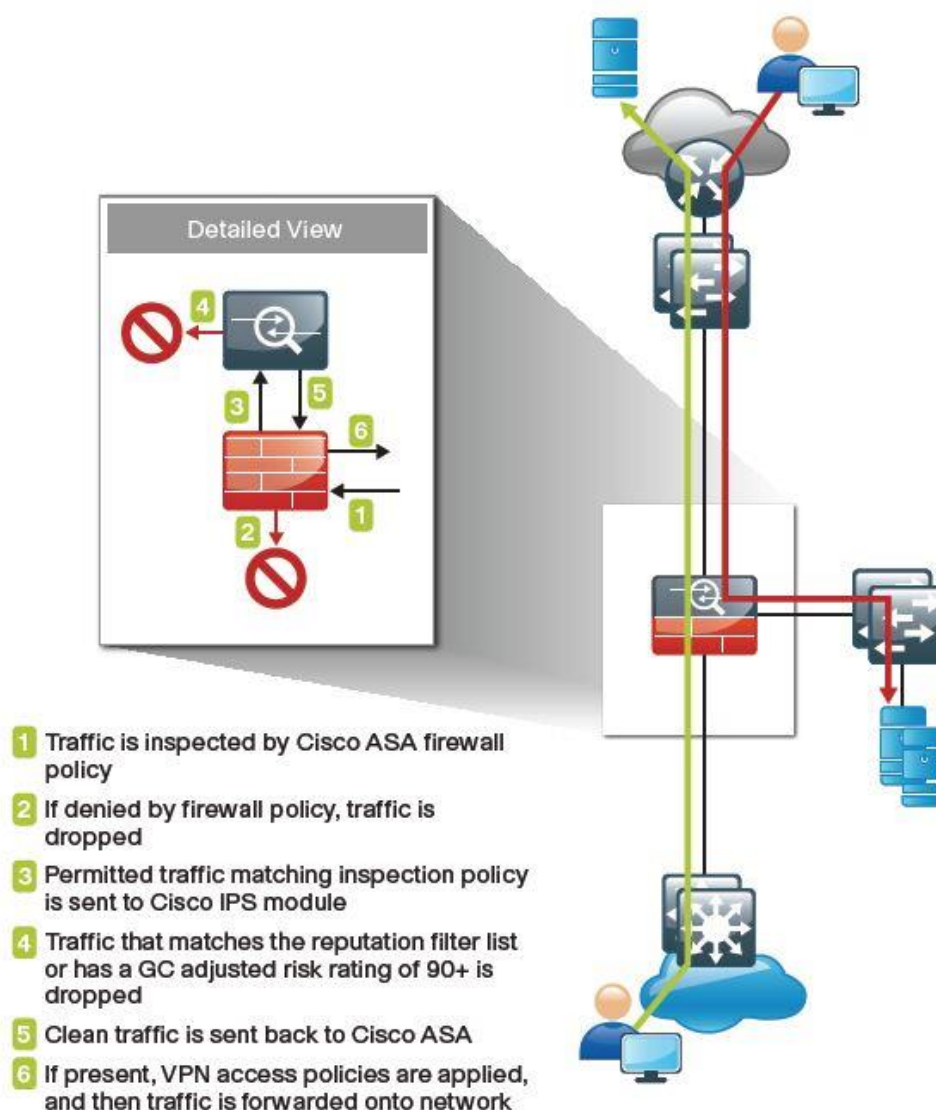 Detailed View
4
3
5
6
1
2
1 Traffic is inspected by Cisco ASA firewall
policy
2 If denied by firewall policy, traffic is
dropped
3 Permitted traffic matching inspection policy
is sent to Cisco IPS module
4 Traffic that matches the reputation filter list
or has a GC adjusted risk rating of 90+ is
dropped
5 Clean traffic is sent back to Cisco ASA
6 If present, VPN access policies are applied,
and then traffic is forwarded onto network